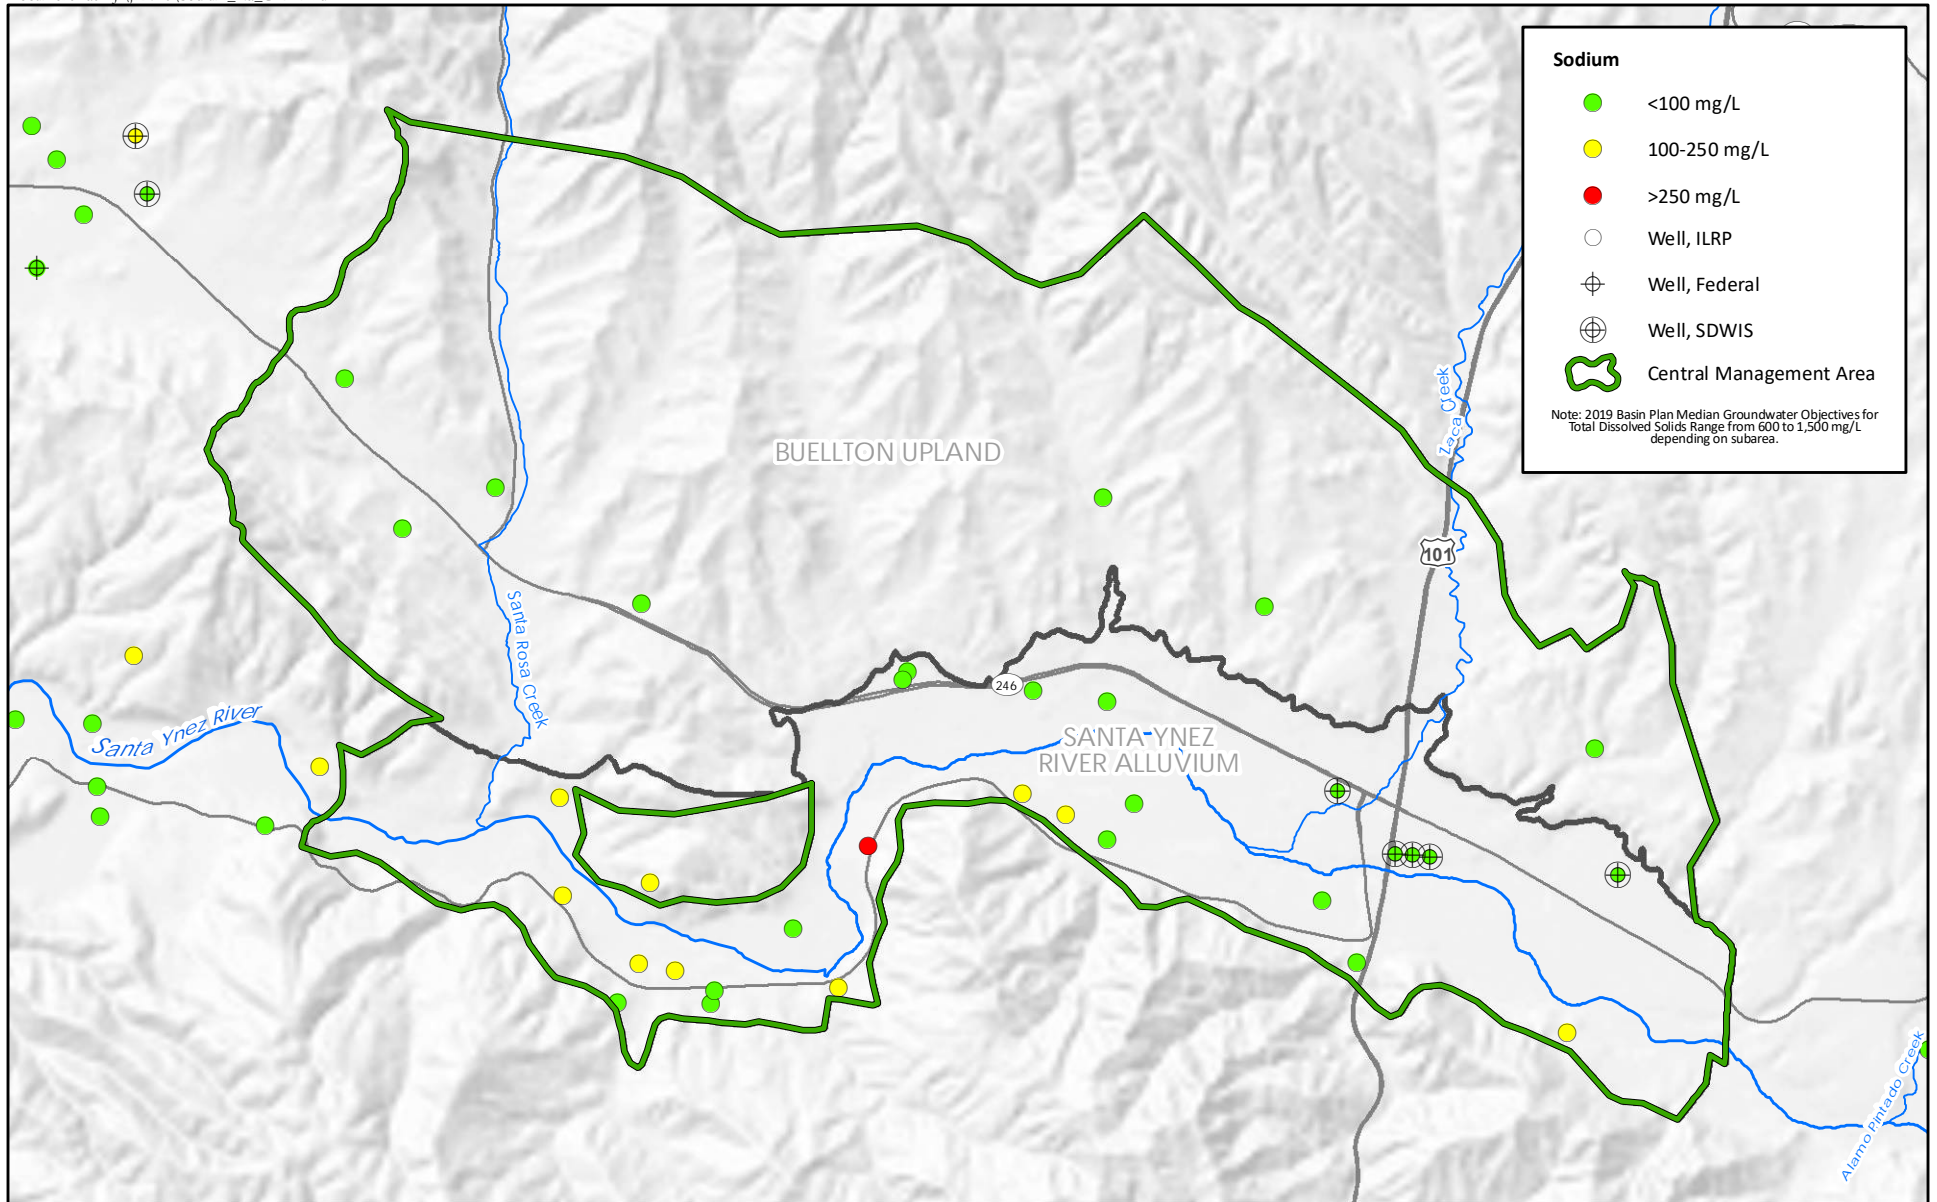 Sodium
<100 mg/L
100-250 mg/L
>250 mg/L
Well, ILRP
Well, Federal
Well, SDWIS
Central Management Area
Note: 2019 Basin Plan Median Groundwater Objectives for
Total Dissolved Solids Range from 600 to 1,500 mg/L
depending on subarea.
Zaca Creek
BUELLTON UPLAND
101
Santa Rosa Creek
246
Santa Ynez River
SANTA YNEZ
RIVER ALLUVIUM
Alamo Pintado Creek